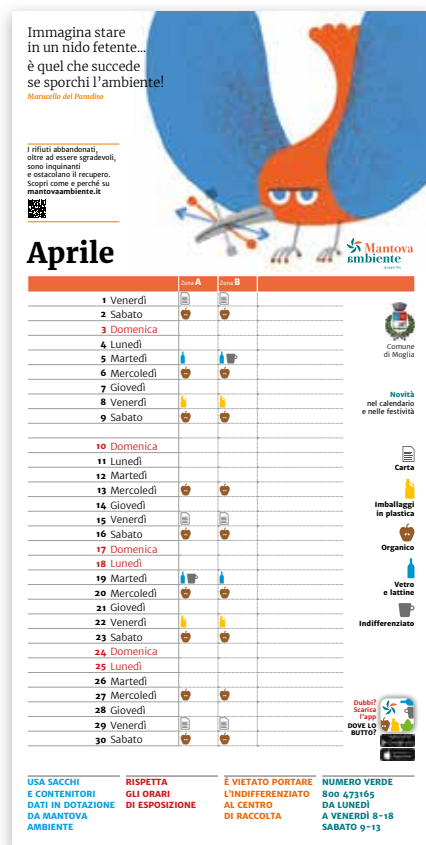 Immagina stare
in un nido fetente...
è quel che succede
se sporchi l'ambiente!
Marucello del Paradiso
I rifiuti abbandonati,
oltre ad essere sgradevoli,
sono inquinanti
e ostacolano il recupero.
Scopri come e perché su
mantovaambiente.it
Aprile
Mantova
ambiente
Zona A Zona B
1 Venerdì
2 Sabato
3 Domenica
4 Lunedì
5 Martedì
6 Mercoledì
7 Giovedì
8 Venerdì
9 Sabato
10 Domenica
11 Lunedì
12 Martedì
13 Mercoledì
14 Giovedì
15 Venerdì
16 Sabato
17 Domenica
18 Lunedì
19 Martedì
20 Mercoledì
21 Giovedì
22 Venerdì
23 Sabato
24 Domenica
25 Lunedì
26 Martedì
27 Mercoledì
28 Giovedì
29 Venerdì
30 Sabato
Comune
di Moglia
Novità
nel calendario
e nelle festività
Carta
Imballaggi
in plastica
Organico
Vetro
e lattine
Indifferenziato
Dubbi?
Scarica
l'app
DOVE LO
BUTTO?
USA SACCHI
E CONTENITORI
DATI IN DOTAZIONE
DA MANTOVA
AMBIENTE
RISPETTA
GLI ORARI
DI ESPOSIZIONE
È VIETATO PORTARE
L'INDIFFERENZIATO
AL CENTRO
DI RACCOLTA
NUMERO VERDE
800 473165
DA LUNEDÌ
A VENERDÌ 8-18
SABATO 9-13